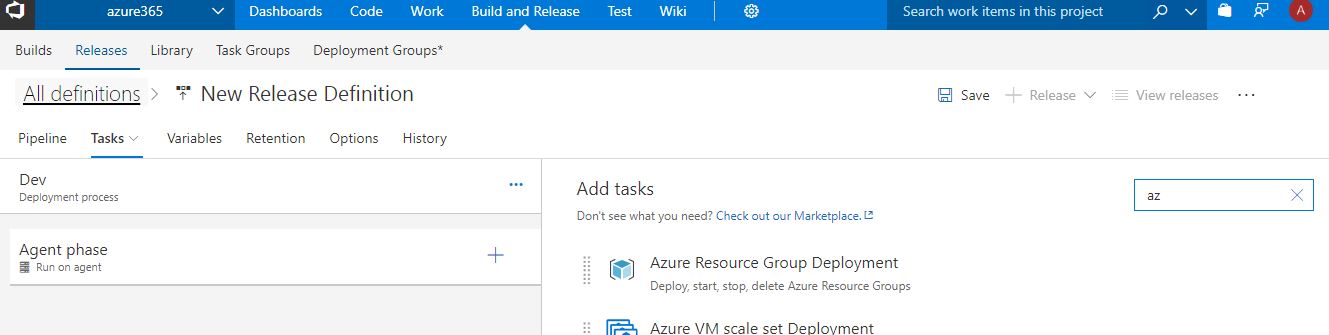 azure365 Dashboards Code Work Build and Release Test Wiki Search work items in this project A
Builds Releases Library Task Groups Deployment Groups*
All definitions > New Release Definition Save Release View releases ...
Pipeline Tasks Variables Retention Options History
Dev
Deployment process
...
Add tasks
az
Don't see what you need? Check out our Marketplace.
Agent phase
Run on agent
Azure Resource Group Deployment
Deploy, start, stop, delete Azure Resource Groups
Azure VM scale set Deployment